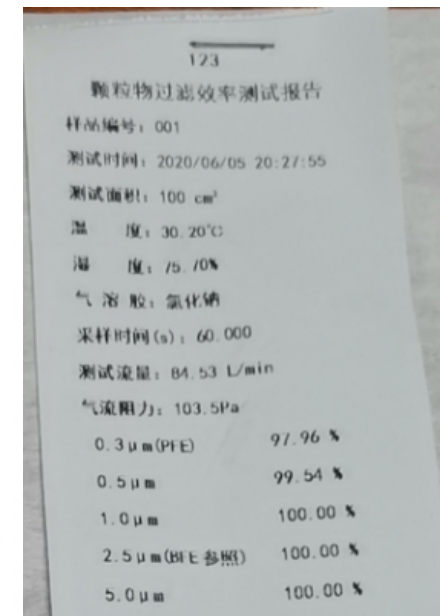 123
颗粒物过滤效率测试报告
样品编号：001
测试时间：2020/06/05 20:27:55
测试面积：100 cm²
温 度：30.20℃
湿 度：75.70%
气 溶 胶：氯化钠
采样时间(s)：60.000
测试流量：84.53 L/min
气流阻力：103.5Pa
0.3μm(PFE) 97.96 %
0.5μm 99.54 %
1.0μm 100.00 %
2.5μm(BFE参照) 100.00 %
5.0μm 100.00 %